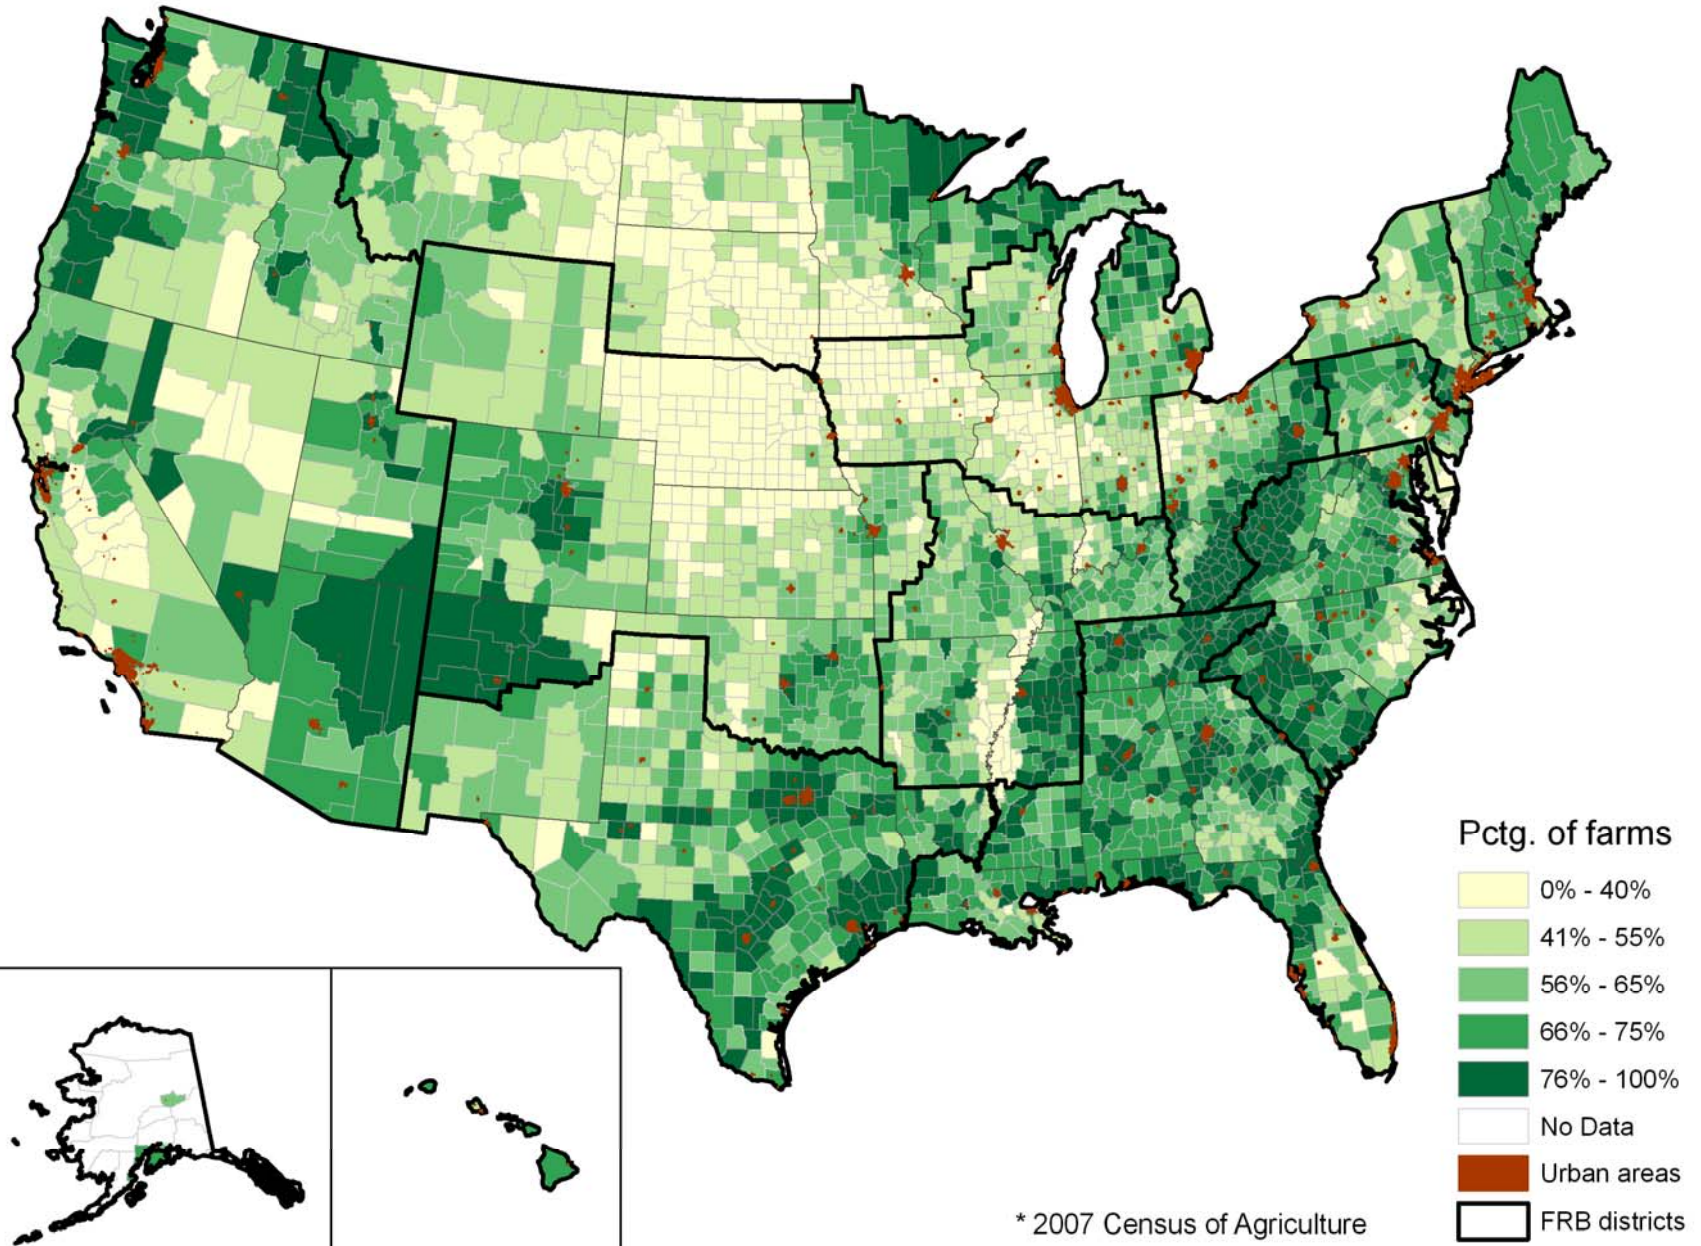 Pctg. of farms
0% - 40%
41% - 55%
56% - 65%
66% - 75%
76% - 100%
No Data
Urban areas
FRB districts
* 2007 Census of Agriculture